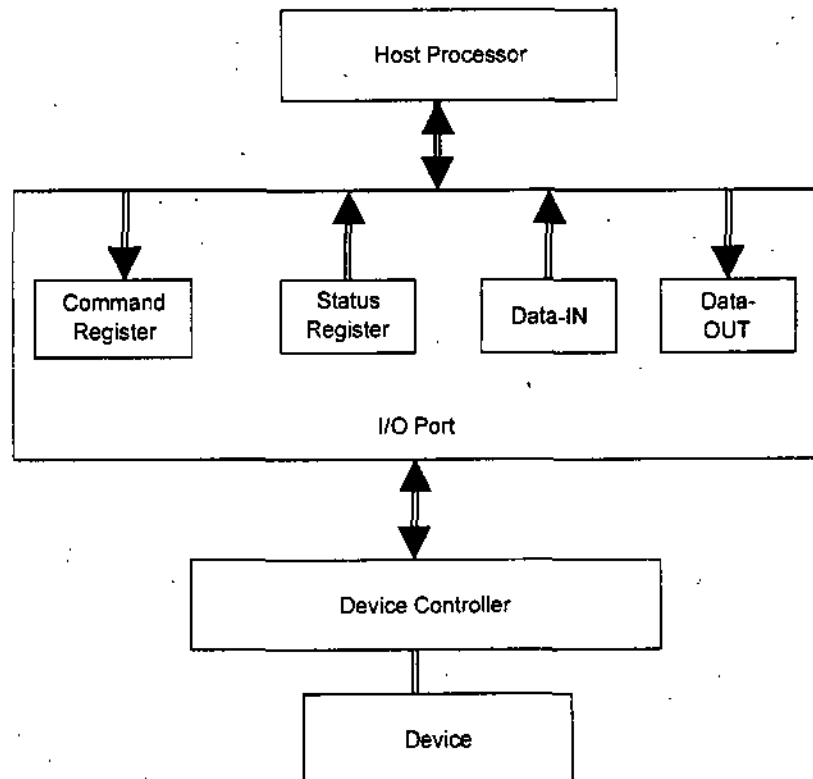 Host Processor
Command
Register
Status
Register
Data-IN
Data-
OUT
I/O Port
Device Controller
Device